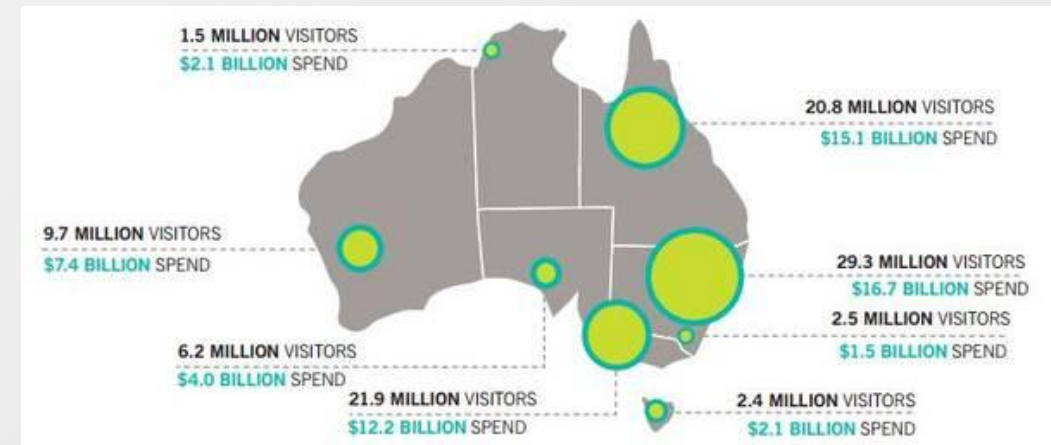 1.5 MILLION VISITORS
$2.1 BILLION SPEND
20.8 MILLION VISITORS
$15.1 BILLION SPEND
9.7 MILLION VISITORS
$7.4 BILLION SPEND
29.3 MILLION VISITORS
$16.7 BILLION SPEND
2.5 MILLION VISITORS
$1.5 BILLION SPEND
6.2 MILLION VISITORS
$4.0 BILLION SPEND
21.9 MILLION VISITORS
$12.2 BILLION SPEND
2.4 MILLION VISITORS
$2.1 BILLION SPEND